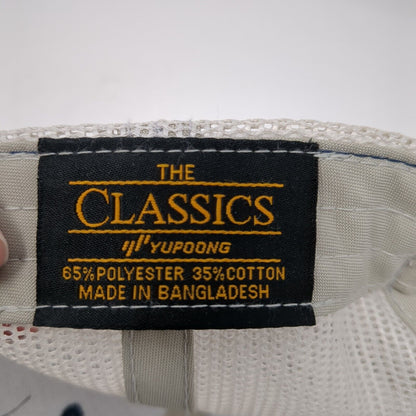 THE
CLASSICS
YUPOONG
65%POLYESTER 35%COTTON
MADE IN BANGLADESH